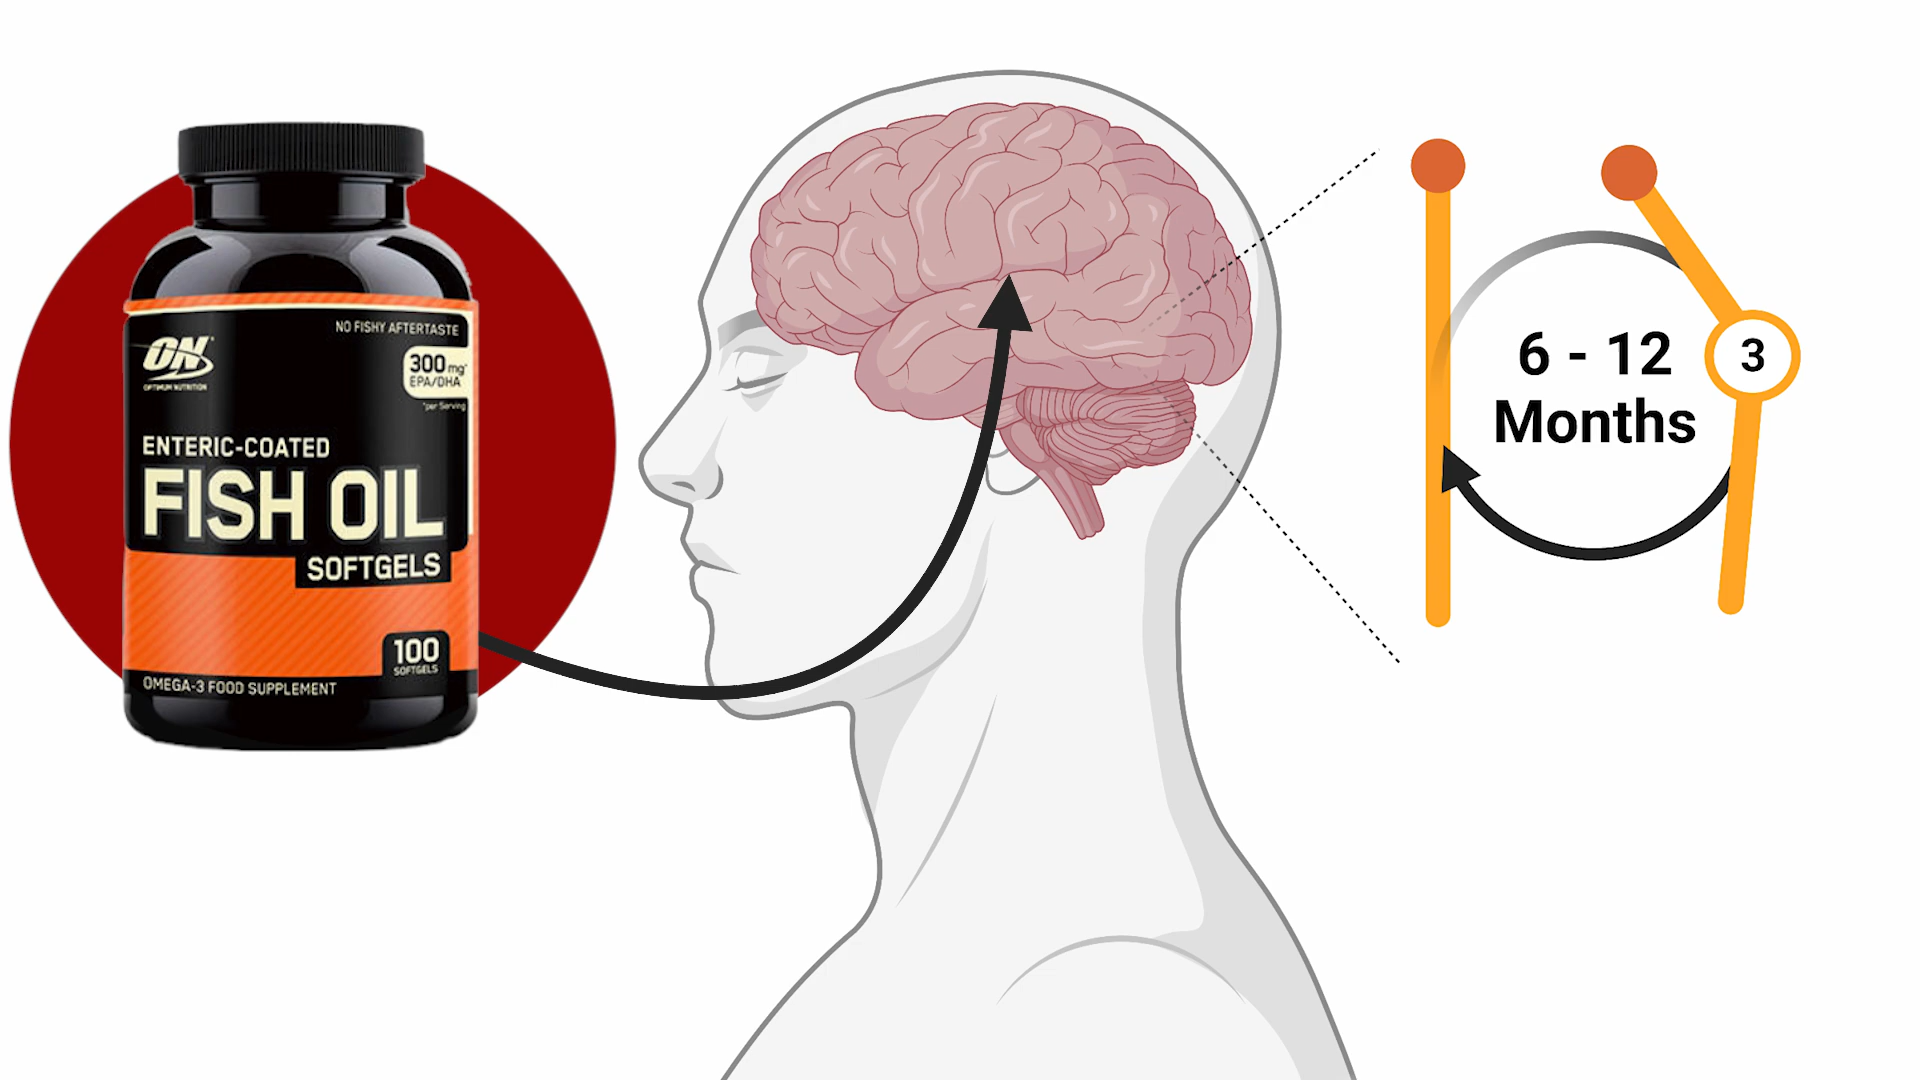 NO FISHY AFTERTASTE
ON
OPTIMUM NUTRITION
300 mg*
EPA/DHA
*per Serving
ENTERIC-COATED
FISH OIL
SOFTGELS
100
SOFTGELS
OMEGA-3 FOOD SUPPLEMENT
6 - 12
Months
3